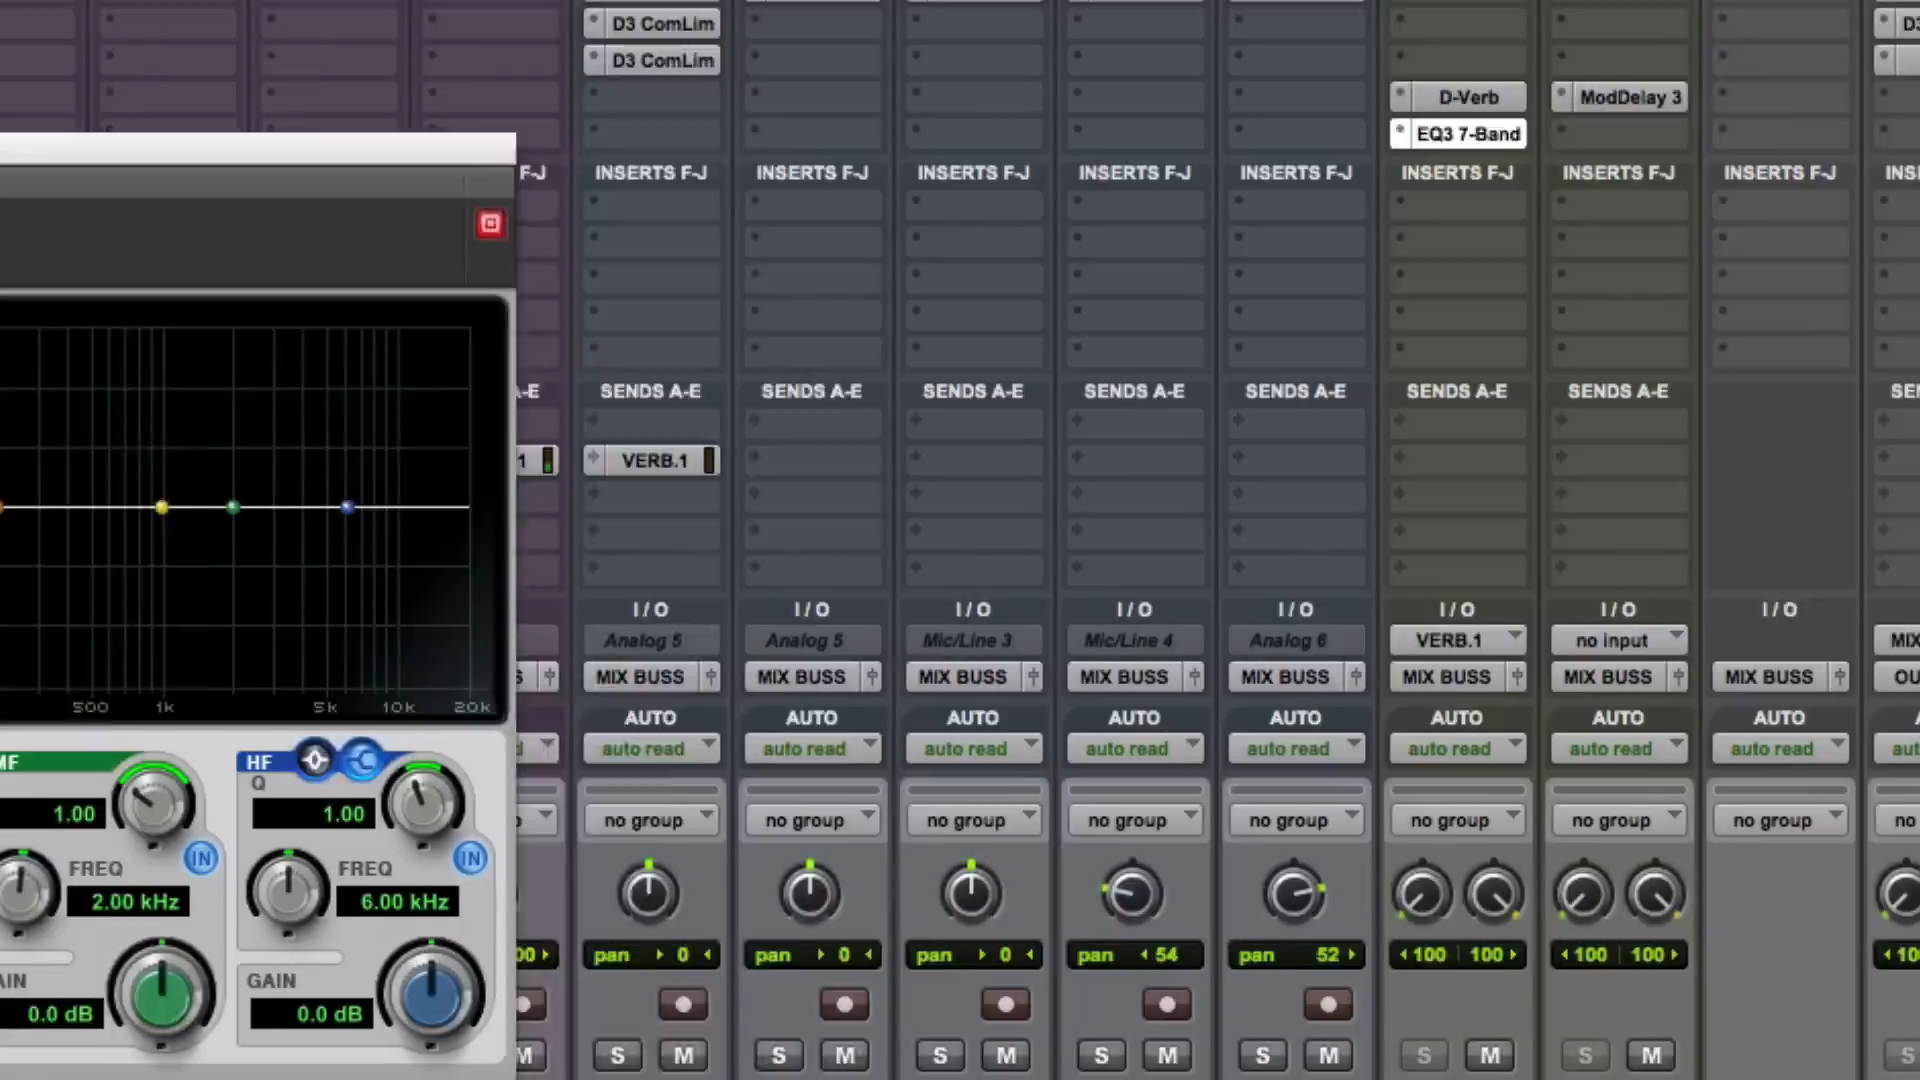 D3 ComLim
D3 ComLim
D-Verb ModDelay 3
EQ3 7-Band
F-J INSERTS F-J INSERTS F-J INSERTS F-J INSERTS F-J INSERTS F-J INSERTS F-J INSERTS F-J INSERTS F-J
SENDS A-E SENDS A-E SENDS A-E SENDS A-E SENDS A-E SENDS A-E SENDS A-E
1 VERB.1
I/O I/O I/O I/O I/O I/O I/O I/O
Analog 5 Analog 5 Mic/Line 3 Mic/Line 4 Analog 6 VERB.1 no input
MIX BUSS MIX BUSS MIX BUSS MIX BUSS MIX BUSS MIX BUSS MIX BUSS MIX BUSS
AUTO AUTO AUTO AUTO AUTO AUTO AUTO AUTO
auto read auto read auto read auto read auto read auto read auto read auto read
no group no group no group no group no group no group no group no group
pan 0 pan 0 pan 0 pan 54 pan 52 100 100 100 100
S M S M S M S M S M S M S M
500 1k 5k 10k 20k
HF
Q
1.00 1.00
IN IN
FREQ FREQ
2.00 kHz 6.00 kHz
GAIN
0.0 dB 0.0 dB